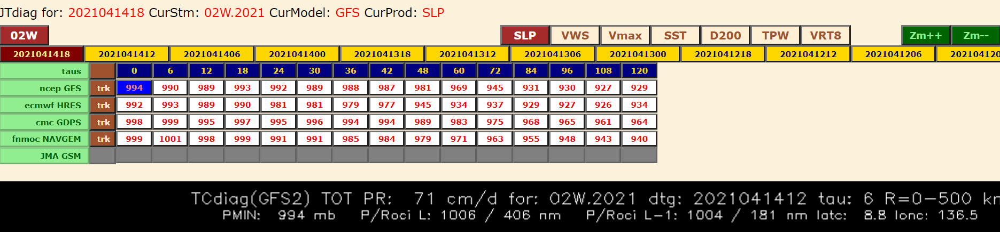 JTdiag for: 2021041418 CurStm: 02W.2021 CurModel: GFS CurProd: SLP
02W SLP VWS Vmax SST D200 TPW VRT8 Zm++ Zm--
2021041418 2021041412 2021041406 2021041400 2021041318 2021041312 2021041306 2021041300 2021041218 2021041212 2021041206 202104120
taus 0 6 12 18 24 30 36 42 48 60 72 84 96 108 120
ncep GFS trk 994 990 989 993 992 989 988 987 981 969 945 931 930 927 929
ecmwf HRES trk 992 993 989 990 981 981 979 977 945 934 937 929 927 926 934
cmc GDPS trk 998 999 995 997 995 996 994 994 989 983 975 968 965 961 964
fnmoc NAVGEM trk 999 1001 998 999 991 991 985 984 979 971 963 955 948 943 940
JMA GSM
TCdiag(GFS2) TOT PR: 71 cm/d for: 02W.2021 dtg: 2021041412 tau: 6 R=0-500 km
PMIN: 994 mb P/Roci L: 1006 / 406 nm P/Roci L-1: 1004 / 181 nm latc: 8.8 lonc: 136.5